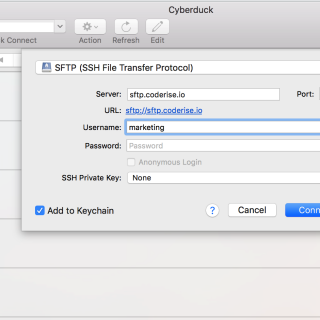 Cyberduck
k Connect
Action
Refresh
Edit
SFTP (SSH File Transfer Protocol)
Server: sftp.coderise.io Port:
URL: sftp://sftp.coderise.io
Username: marketing
Password: Password
Anonymous Login
SSH Private Key: None
Add to Keychain
? Cancel Conn